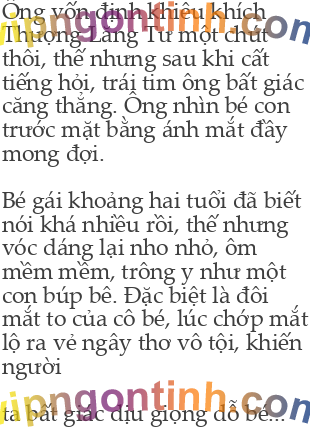 Ông vốn định khiêu khích
Thượng Lang Tử một chút
thôi, thế nhưng sau khi cất
tiếng hỏi, trái tim ông bất giác
căng thẳng. Ông nhìn bé con
trước mặt bằng ánh mắt đầy
mong đợi.

Bé gái khoảng hai tuổi đã biết
nói khá nhiều rồi, thế nhưng
vóc dáng lại nho nhỏ, ôm
mềm mềm, trông y như một
con búp bê. Đặc biệt là đôi
mắt to của cô bé, lúc chớp mắt
lộ ra vẻ ngây thơ vô tội, khiến
người

ta bất giác dịu giọng dỗ bé...
vipngontinh.com
vipngontinh.com